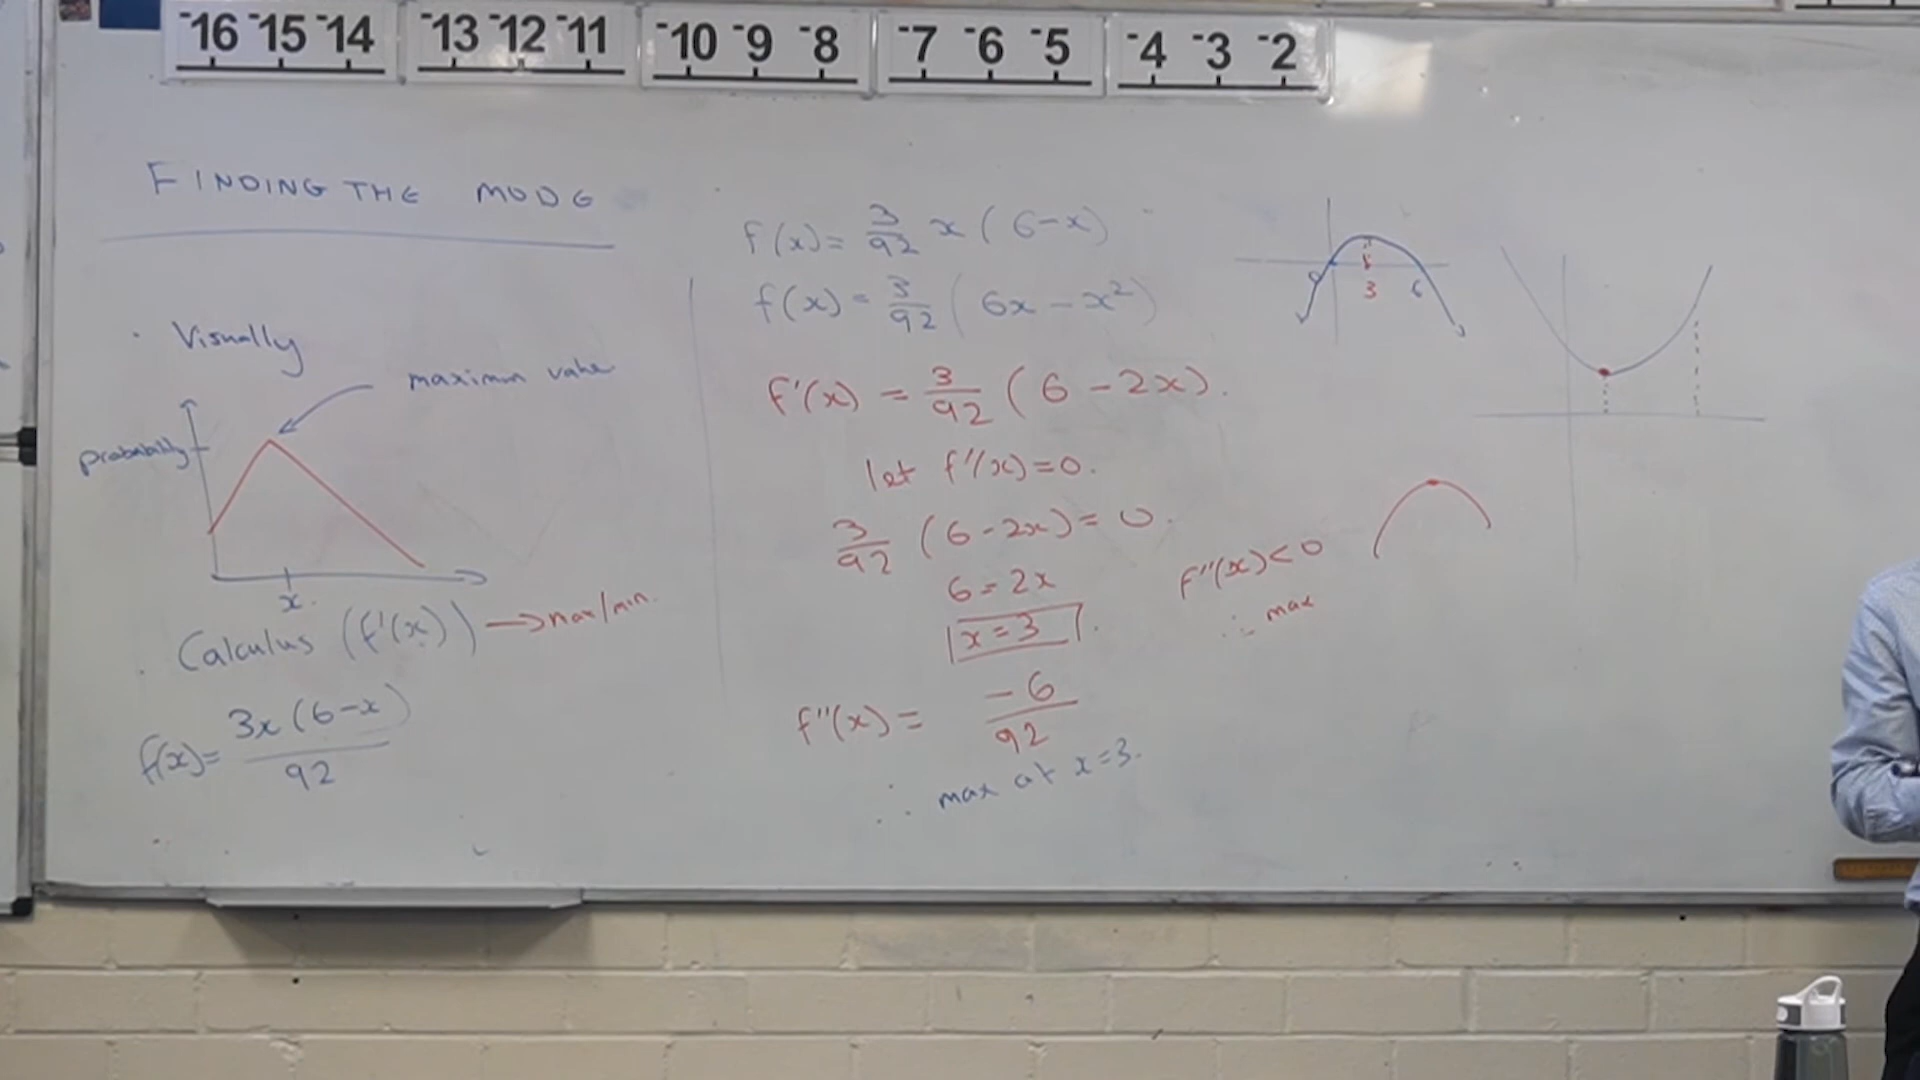 -16 -15 -14 -13 -12 -11 -10 -9 -8 -7 -6 -5 -4 -3 -2
FINDING THE MODE
· Visually
maximum value
probability
x
· Calculus (f'(x)) → max/min.
f(x) = 3x(6-x)/92
f(x) = 3/92 x(6-x)
f(x) = 3/92 (6x - x²)
f'(x) = 3/92 (6 - 2x).
let f'(x) = 0.
3/92 (6 - 2x) = 0.
6 = 2x
x = 3.
f''(x) = -6/92
∴ max at x = 3.
f''(x) < 0
∴ max
0 3 6